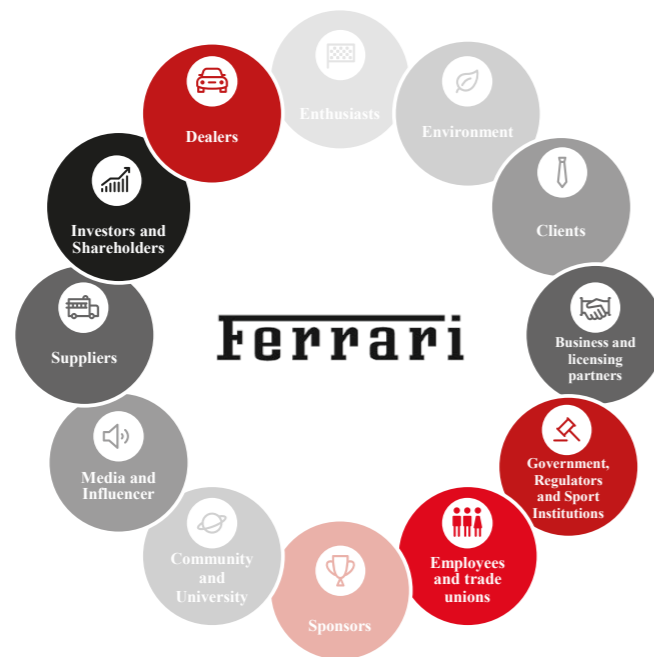 Enthusiasts
Environment
Clients
Business and
licensing
partners
Government,
Regulators
and Sport
Institutions
Employees
and trade
unions
Sponsors
Community
and
University
Media and
Influencer
Suppliers
Investors and
Shareholders
Dealers
Ferrari